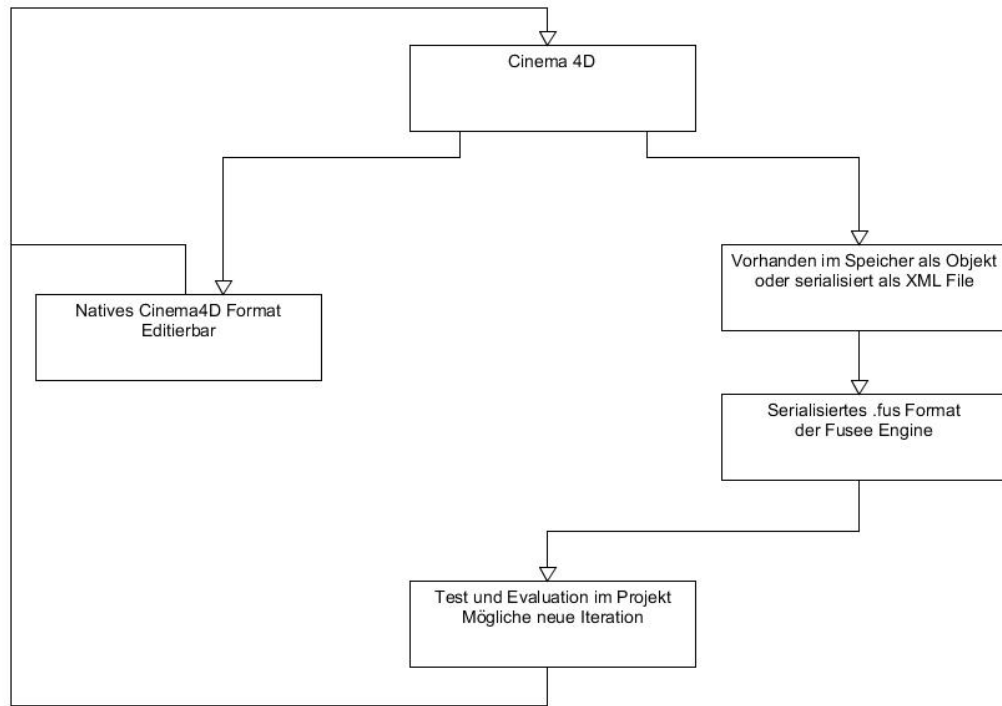 Cinema 4D
Vorhanden im Speicher als Objekt
oder serialisiert als XML File
Natives Cinema4D Format
Editierbar
Serialisiertes .fus Format
der Fusee Engine
Test und Evaluation im Projekt
Mögliche neue Iteration